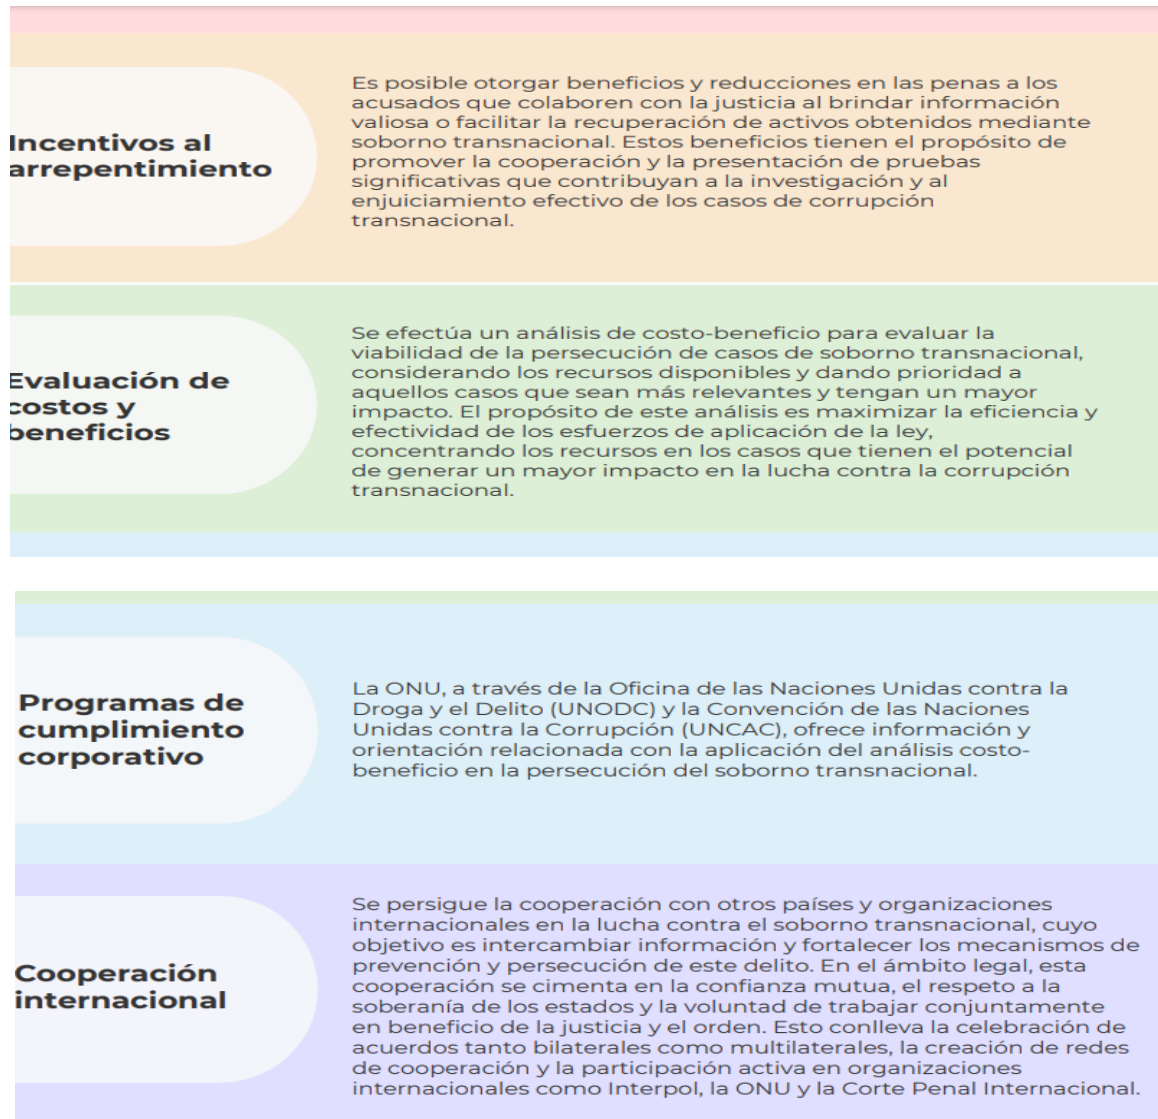 Incentivos al
arrepentimiento
Es posible otorgar beneficios y reducciones en las penas a los
acusados que colaboren con la justicia al brindar información
valiosa o facilitar la recuperación de activos obtenidos mediante
soborno transnacional. Estos beneficios tienen el propósito de
promover la cooperación y la presentación de pruebas
significativas que contribuyan a la investigación y al
enjuiciamiento efectivo de los casos de corrupción
transnacional.
Evaluación de
costos y
beneficios
Se efectúa un análisis de costo-beneficio para evaluar la
viabilidad de la persecución de casos de soborno transnacional,
considerando los recursos disponibles y dando prioridad a
aquellos casos que sean más relevantes y tengan un mayor
impacto. El propósito de este análisis es maximizar la eficiencia y
efectividad de los esfuerzos de aplicación de la ley,
concentrando los recursos en los casos que tienen el potencial
de generar un mayor impacto en la lucha contra la corrupción
transnacional.
Programas de
cumplimiento
corporativo
La ONU, a través de la Oficina de las Naciones Unidas contra la
Droga y el Delito (UNODC) y la Convención de las Naciones
Unidas contra la Corrupción (UNCAC), ofrece información y
orientación relacionada con la aplicación del análisis costo-
beneficio en la persecución del soborno transnacional.
Cooperación
internacional
Se persigue la cooperación con otros países y organizaciones
internacionales en la lucha contra el soborno transnacional, cuyo
objetivo es intercambiar información y fortalecer los mecanismos de
prevención y persecución de este delito. En el ámbito legal, esta
cooperación se cimenta en la confianza mutua, el respeto a la
soberanía de los estados y la voluntad de trabajar conjuntamente
en beneficio de la justicia y el orden. Esto conlleva la celebración de
acuerdos tanto bilaterales como multilaterales, la creación de redes
de cooperación y la participación activa en organizaciones
internacionales como Interpol, la ONU y la Corte Penal Internacional.